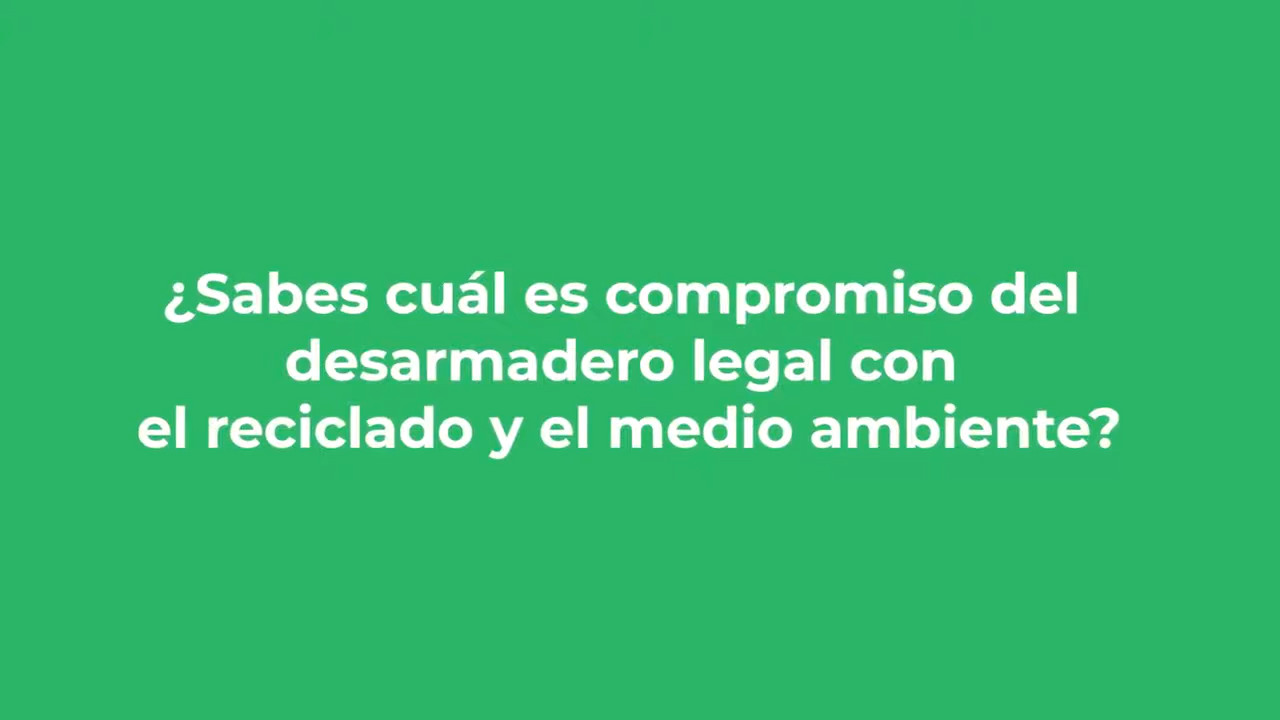 ¿Sabes cuál es compromiso del
desarmadero legal con
el reciclado y el medio ambiente?